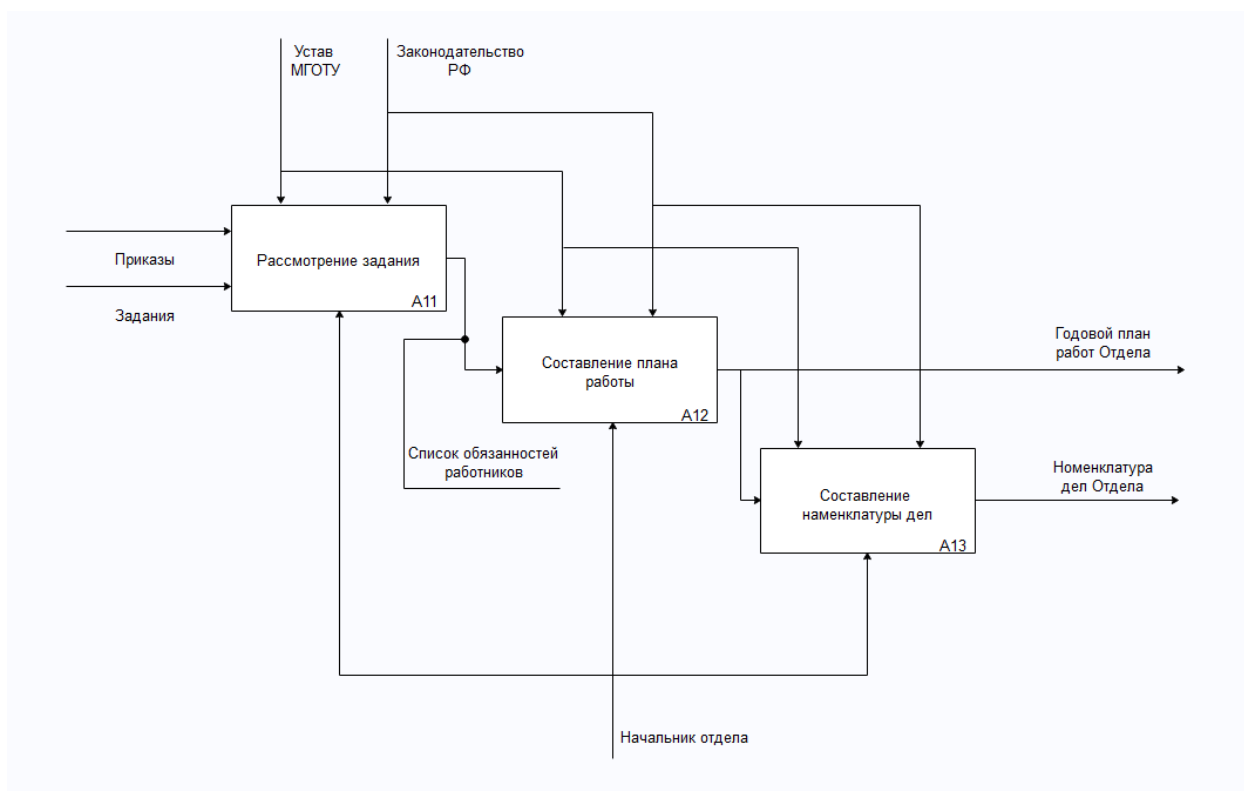 Устав
МГОТУ
Законодательство
РФ
Приказы
Задания
Рассмотрение задания
A11
Составление плана
работы
A12
Годовой план
работ Отдела
Список обязанностей
работников
Составление
наменклатуры дел
A13
Номенклатура
дел Отдела
Начальник отдела